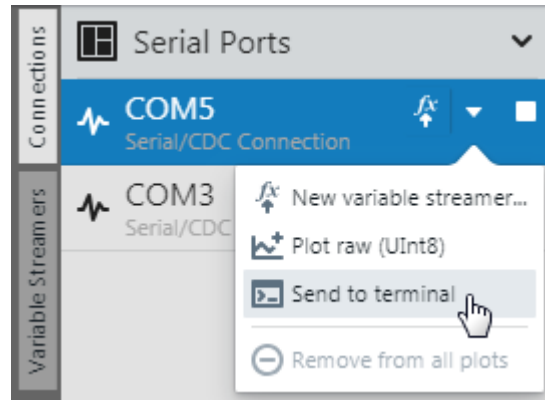 Connections
Variable Streamers
Serial Ports
COM5
Serial/CDC Connection
COM3
Serial/CDC
fx New variable streamer...
Plot raw (UInt8)
Send to terminal
Remove from all plots